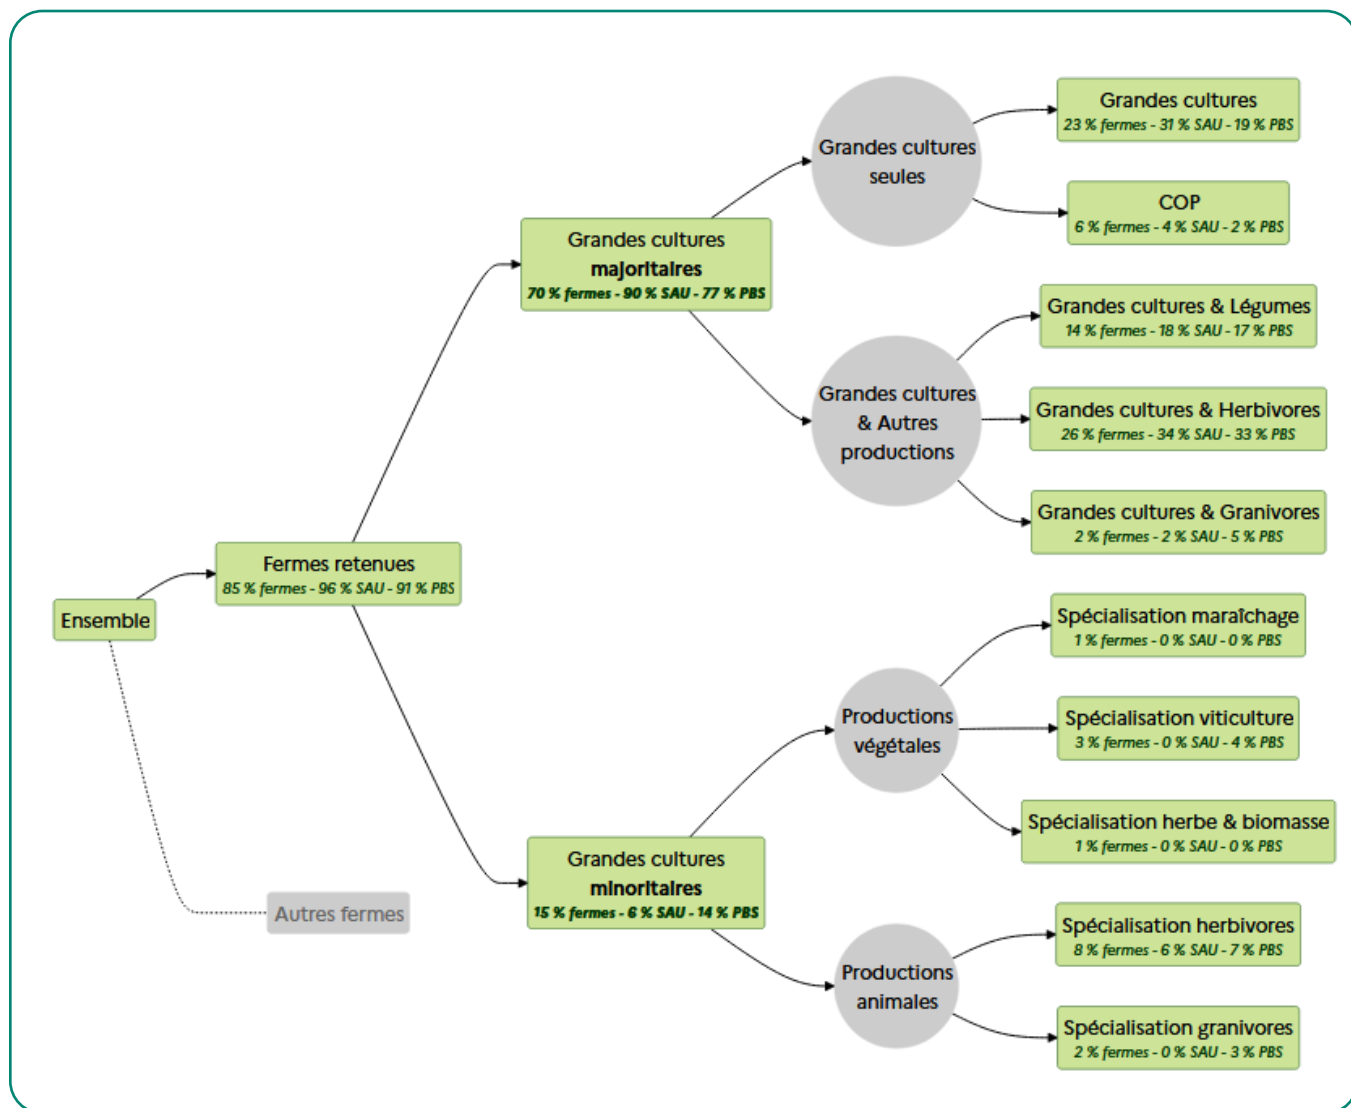 Ensemble
Fermes retenues
85 % fermes - 96 % SAU - 91 % PBS
Autres fermes
Grandes cultures
majoritaires
70 % fermes - 90 % SAU - 77 % PBS
Grandes cultures
minoritaires
15 % fermes - 6 % SAU - 14 % PBS
Grandes cultures
seules
Grandes cultures
& Autres
productions
Productions
végétales
Productions
animales
Grandes cultures
23 % fermes - 31 % SAU - 19 % PBS
COP
6 % fermes - 4 % SAU - 2 % PBS
Grandes cultures & Légumes
14 % fermes - 18 % SAU - 17 % PBS
Grandes cultures & Herbivores
26 % fermes - 34 % SAU - 33 % PBS
Grandes cultures & Granivores
2 % fermes - 2 % SAU - 5 % PBS
Spécialisation maraîchage
1 % fermes - 0 % SAU - 0 % PBS
Spécialisation viticulture
3 % fermes - 0 % SAU - 4 % PBS
Spécialisation herbe & biomasse
1 % fermes - 0 % SAU - 0 % PBS
Spécialisation herbivores
8 % fermes - 6 % SAU - 7 % PBS
Spécialisation granivores
2 % fermes - 0 % SAU - 3 % PBS